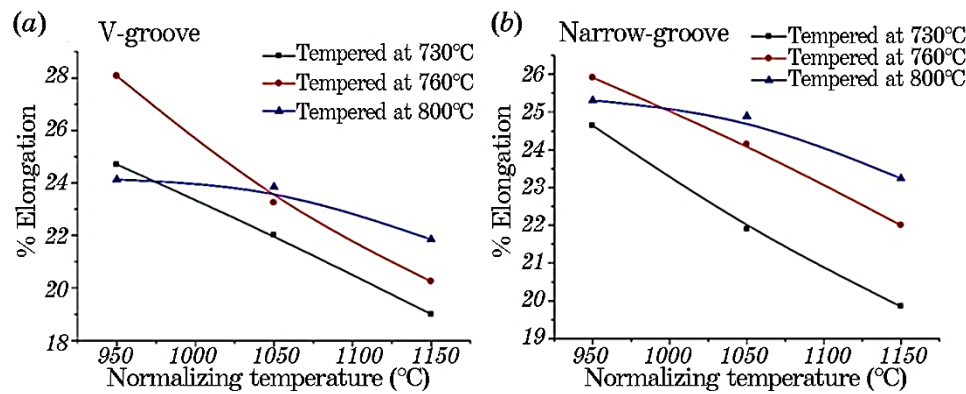 (a) V-groove
Tempered at 730°C
Tempered at 760°C
Tempered at 800°C
% Elongation
28
26
24
22
20
18
950 1000 1050 1100 1150
Normalizing temperature (°C)
(b) Narrow-groove
Tempered at 730°C
Tempered at 760°C
Tempered at 800°C
% Elongation
26
25
24
23
22
21
20
19
950 1000 1050 1100 1150
Normalizing temperature (°C)